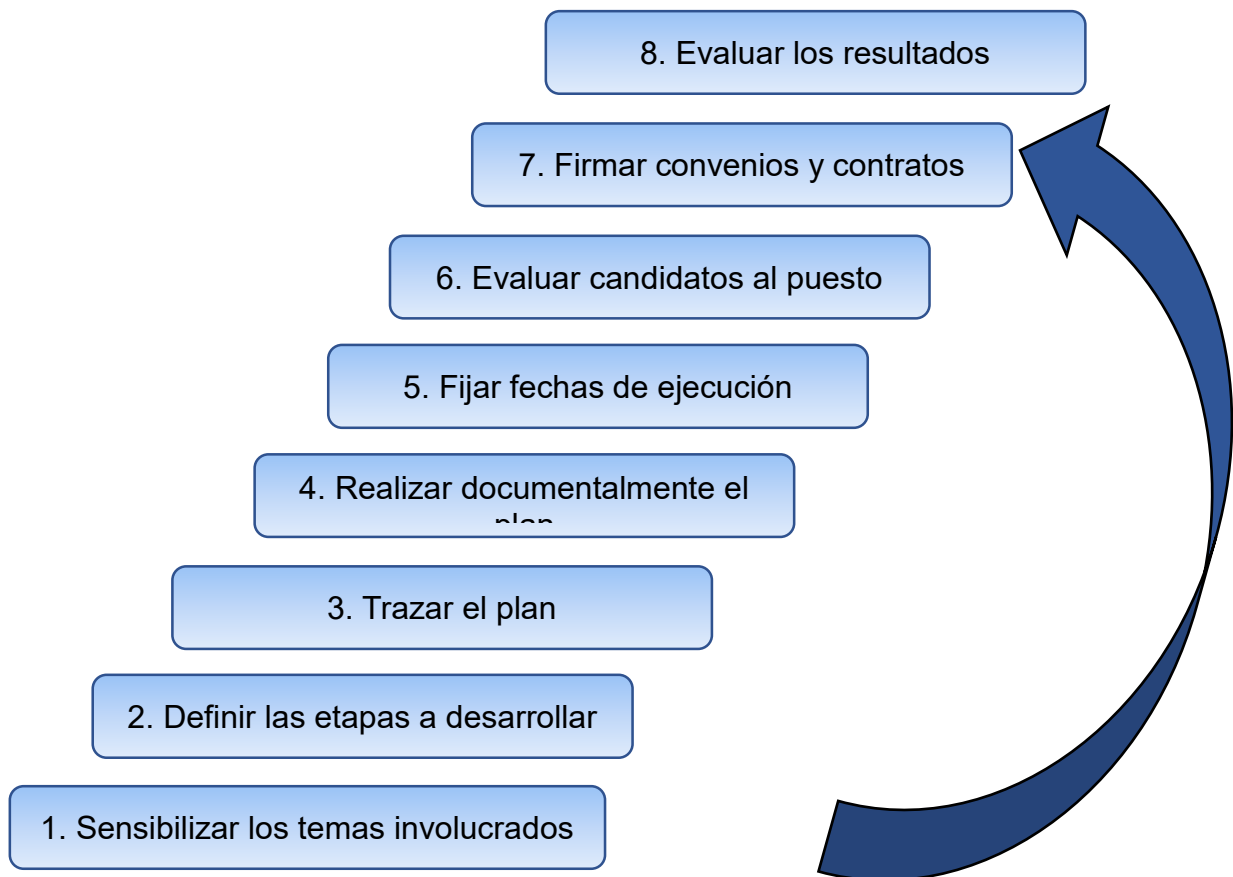 8. Evaluar los resultados
7. Firmar convenios y contratos
6. Evaluar candidatos al puesto
5. Fijar fechas de ejecución
4. Realizar documentalmente el
plan
3. Trazar el plan
2. Definir las etapas a desarrollar
1. Sensibilizar los temas involucrados